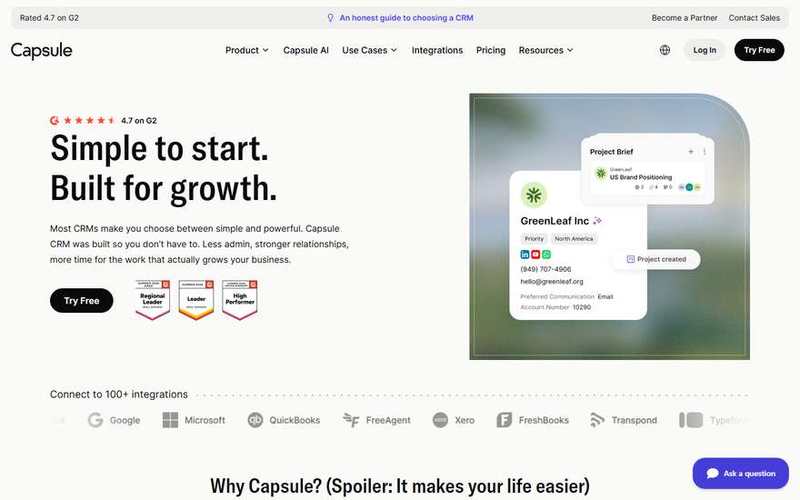 Rated 4.7 on G2
An honest guide to choosing a CRM
Become a Partner
Contact Sales
Capsule
Product
Capsule AI
Use Cases
Integrations
Pricing
Resources
Log In
Try Free
4.7 on G2
Simple to start.
Built for growth.
Most CRMs make you choose between simple and powerful. Capsule
CRM was built so you don't have to. Less admin, stronger relationships,
more time for the work that actually grows your business.
Try Free
Regional
Leader
Leader
High
Performer
Project Brief
GreenLeaf
US Brand Positioning
GreenLeaf Inc
Priority
North America
Project created
(949) 707-4906
hello@greenleaf.org
Preferred Communication Email
Account Number 10290
Connect to 100+ integrations
Google
Microsoft
QuickBooks
FreeAgent
Xero
FreshBooks
Transpond
Typeform
Why Capsule? (Spoiler: It makes your life easier)
Ask a question